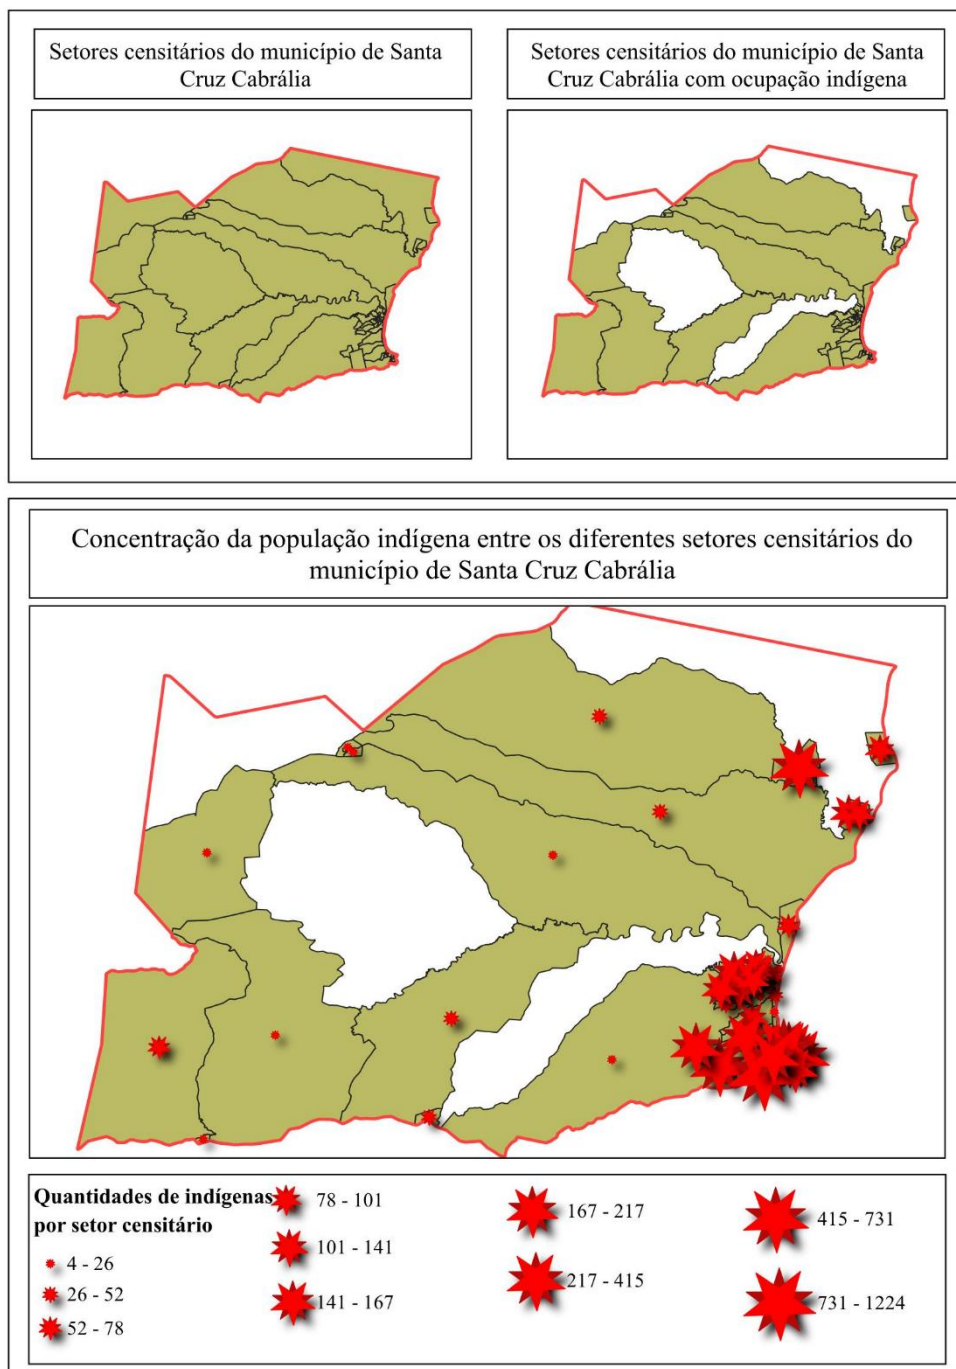 Setores censitários do município de Santa
Cruz Cabrália
Setores censitários do município de Santa
Cruz Cabrália com ocupação indígena
Concentração da população indígena entre os diferentes setores censitários do
município de Santa Cruz Cabrália
Quantidades de indígenas
por setor censitário
4 - 26
26 - 52
52 - 78
78 - 101
101 - 141
141 - 167
167 - 217
217 - 415
415 - 731
731 - 1224